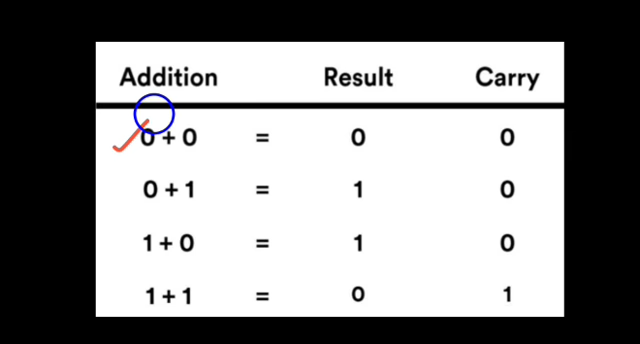 Addition Result Carry
0 + 0 = 0 0
0 + 1 = 1 0
1 + 0 = 1 0
1 + 1 = 0 1